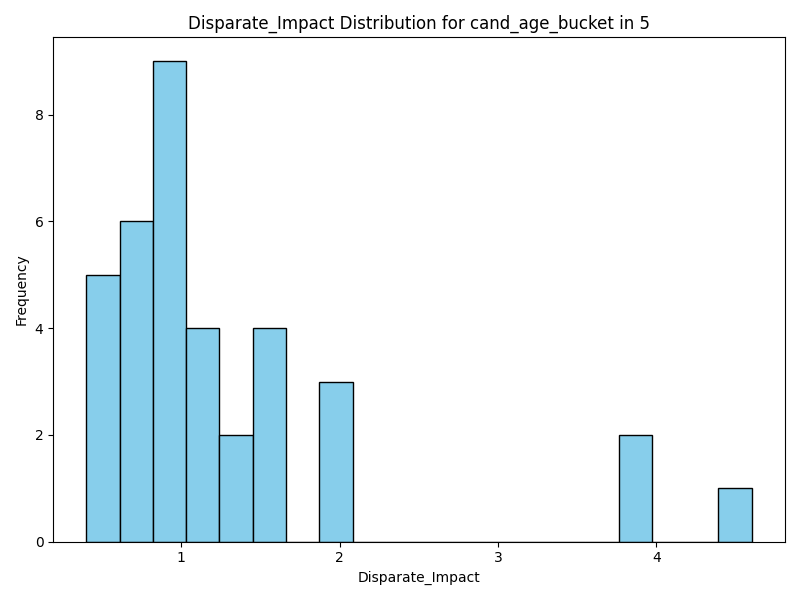 Disparate_Impact Distribution for cand_age_bucket in 5
8
6
4
2
0
Frequency
1 2 3 4
Disparate_Impact